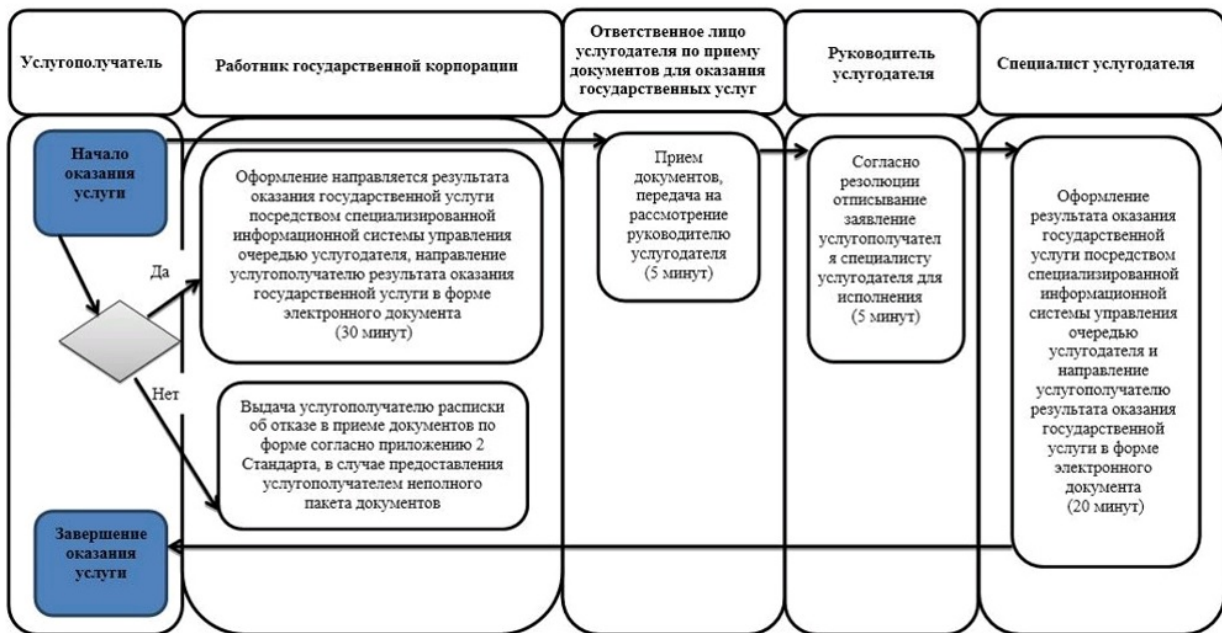 Услугополучатель
Работник государственной корпорации
Ответственное лицо
услугодателя по приему
документов для оказания
государственных услуг
Руководитель
услугодателя
Специалист услугодателя
Начало
оказания
услуги
Да
Нет
Оформление направляется результата
оказания государственной услуги
посредством специализированной
информационной системы управления
очередью услугодателя, направление
услугополучателю результата оказания
государственной услуги в форме
электронного документа
(30 минут)
Выдача услугополучателю расписки
об отказе в приеме документов по
форме согласно приложению 2
Стандарта, в случае предоставления
услугополучателем неполного
пакета документов
Прием
документов,
передача на
рассмотрение
руководителю
услугодателя
(5 минут)
Согласно
резолюции
отписывание
заявление
услугополучател
я специалисту
услугодателя для
исполнения
(5 минут)
Оформление
результата оказания
государственной
услуги посредством
специализированной
информационной
системы управления
очередью
услугодателя и
направление
услугополучателю
результата оказания
государственной
услуги в форме
электронного
документа
(20 минут)
Завершение
оказания
услуги